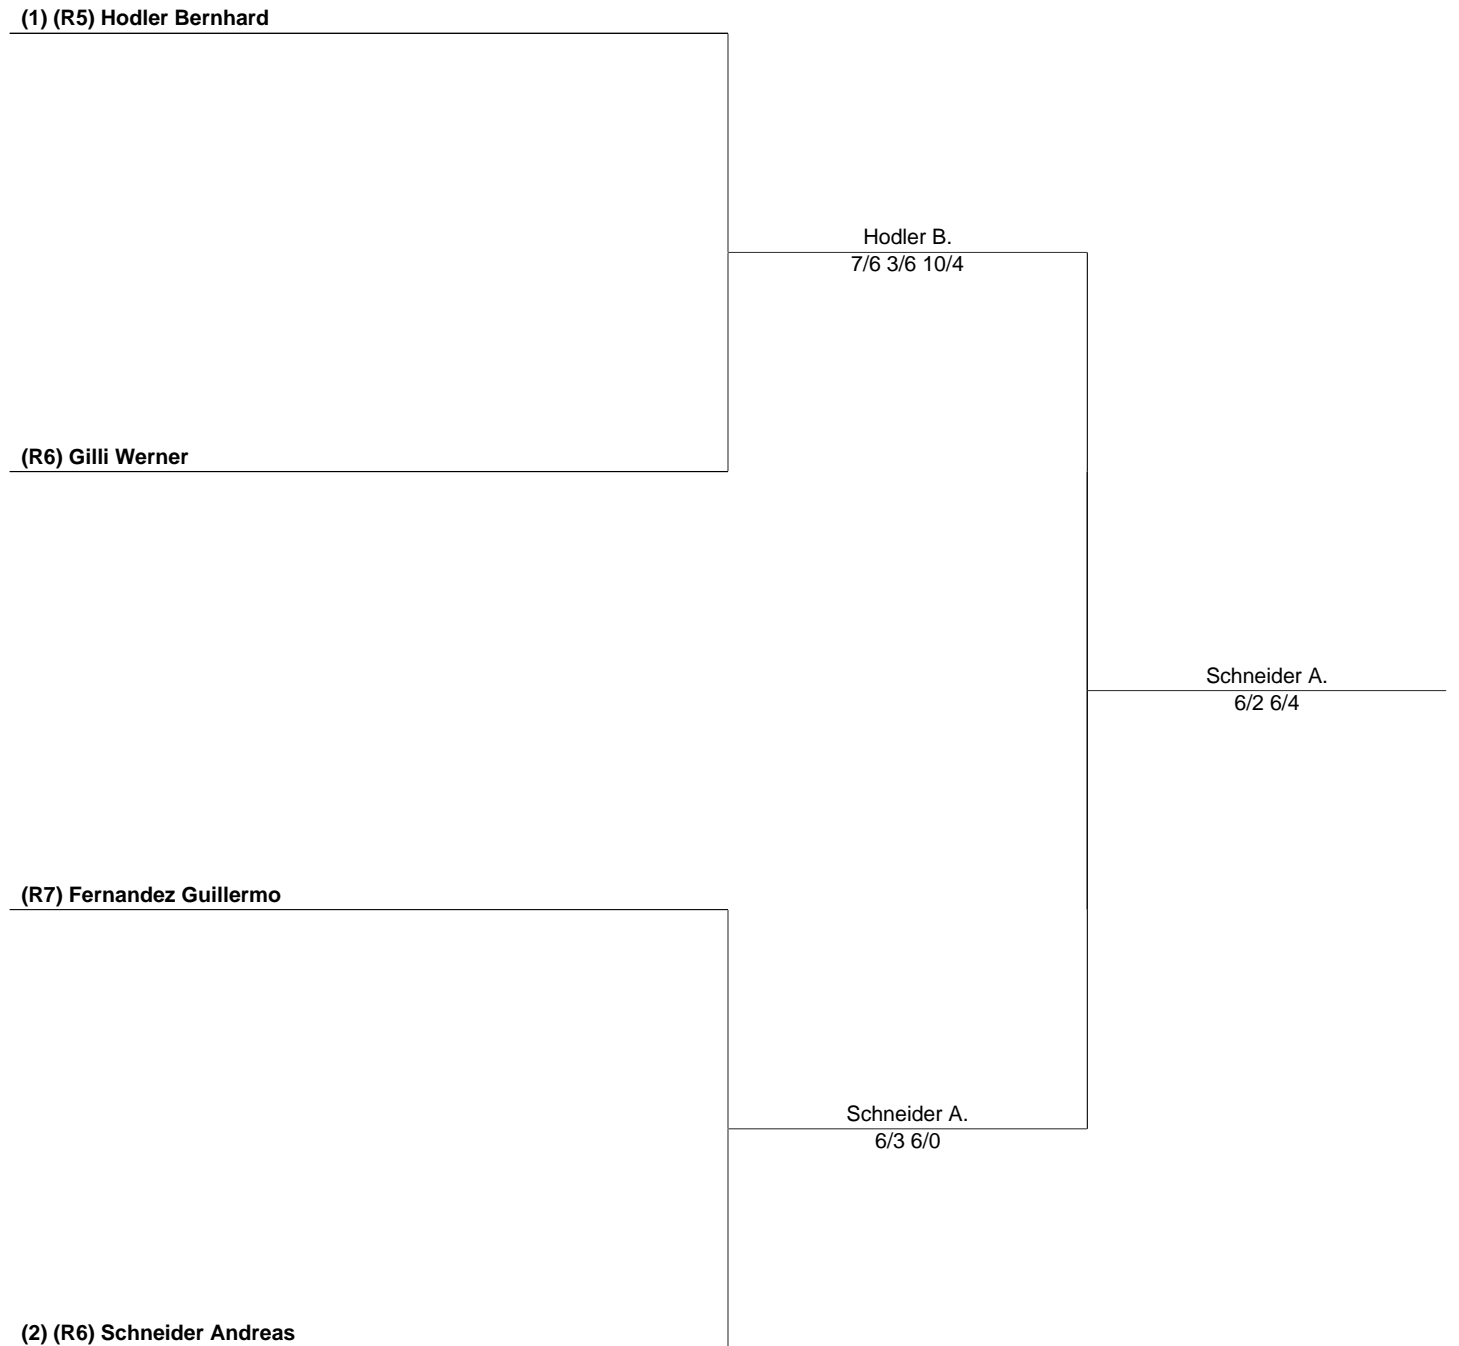 (1) (R5) Hodler Bernhard
Hodler B.
7/6 3/6 10/4
(R6) Gilli Werner
Schneider A.
6/2 6/4
(R7) Fernandez Guillermo
Schneider A.
6/3 6/0
(2) (R6) Schneider Andreas